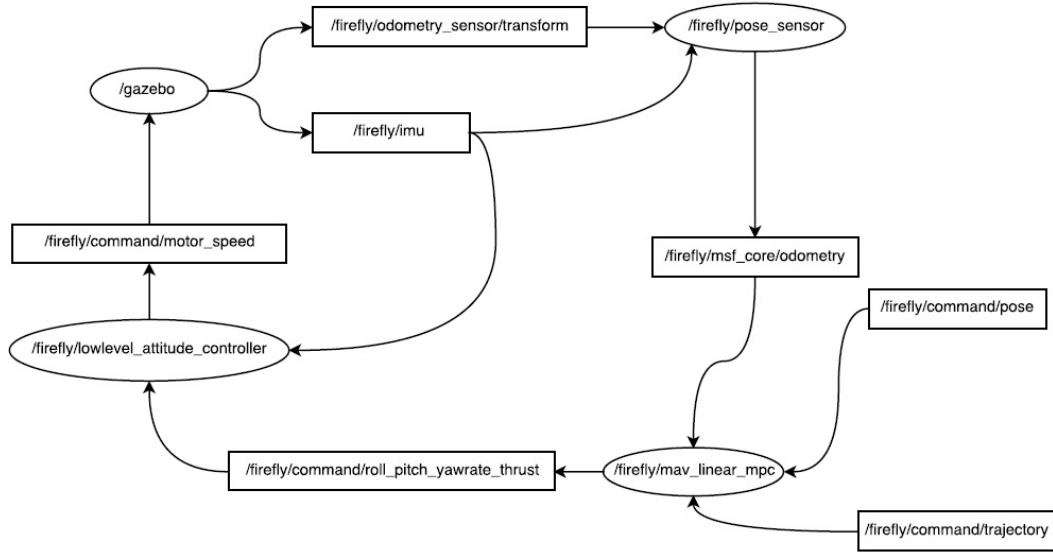 /firefly/odometry_sensor/transform
/firefly/pose_sensor
/gazebo
/firefly/imu
/firefly/command/motor_speed
/firefly/msf_core/odometry
/firefly/command/pose
/firefly/lowlevel_attitude_controller
/firefly/command/roll_pitch_yawrate_thrust
/firefly/mav_linear_mpc
/firefly/command/trajectory